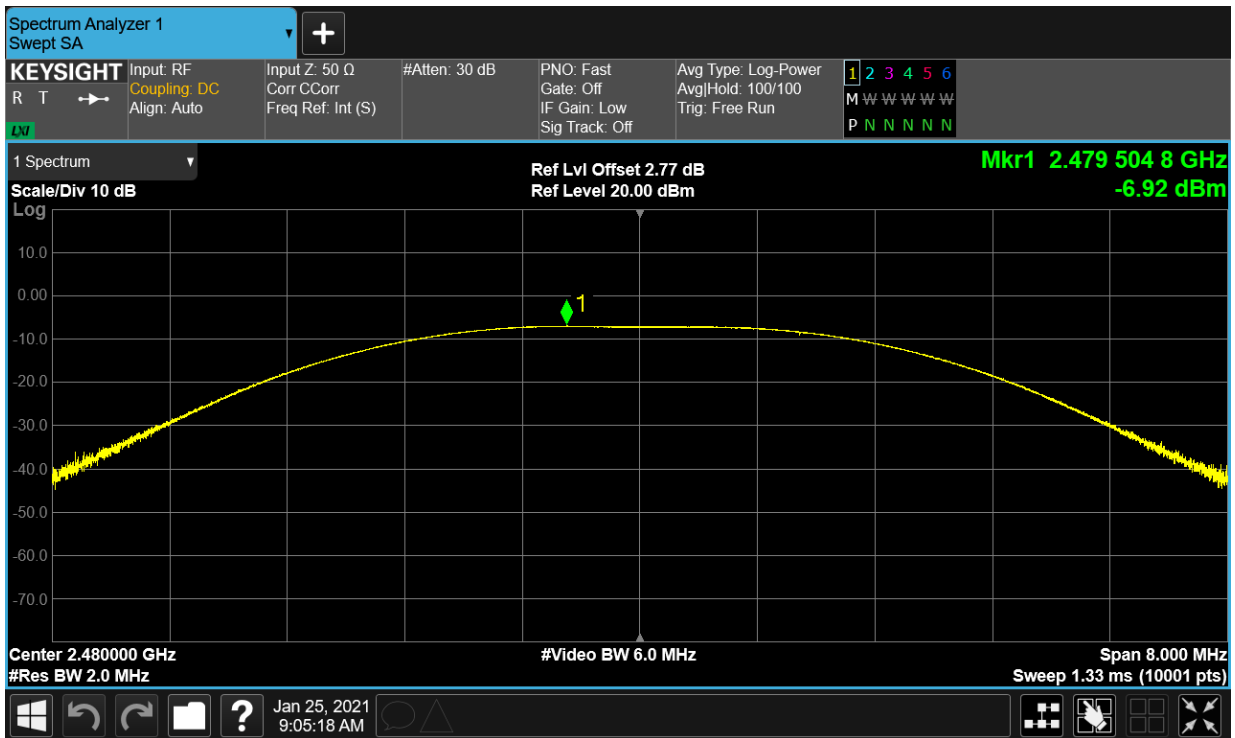 Spectrum Analyzer 1
Swept SA
+
KEYSIGHT Input: RF Input Z: 50 Ω #Atten: 30 dB PNO: Fast Avg Type: Log-Power 1 2 3 4 5 6
R T Coupling: DC Corr CCorr Gate: Off Avg|Hold: 100/100 M W W W W W
Align: Auto Freq Ref: Int (S) IF Gain: Low Trig: Free Run
LXI Sig Track: Off P N N N N N
1 Spectrum Ref Lvl Offset 2.77 dB Mkr1 2.479 504 8 GHz
Scale/Div 10 dB Ref Level 20.00 dBm -6.92 dBm
Log
10.0
0.00
1
-10.0
-20.0
-30.0
-40.0
-50.0
-60.0
-70.0
Center 2.480000 GHz #Video BW 6.0 MHz Span 8.000 MHz
#Res BW 2.0 MHz Sweep 1.33 ms (10001 pts)
? Jan 25, 2021
9:05:18 AM